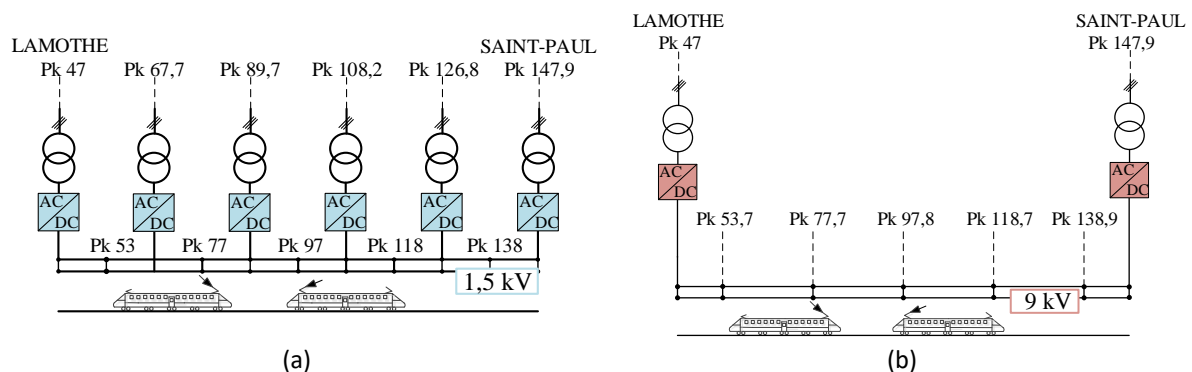 LAMOTHE
SAINT-PAUL
Pk 47
Pk 67,7
Pk 89,7
Pk 108,2
Pk 126,8
Pk 147,9
AC
DC
AC
DC
AC
DC
AC
DC
AC
DC
AC
DC
Pk 53
Pk 77
Pk 97
Pk 118
Pk 138
1,5 kV
(a)
LAMOTHE
Pk 47
SAINT-PAUL
Pk 147,9
AC
DC
AC
DC
Pk 53,7
Pk 77,7
Pk 97,8
Pk 118,7
Pk 138,9
9 kV
(b)